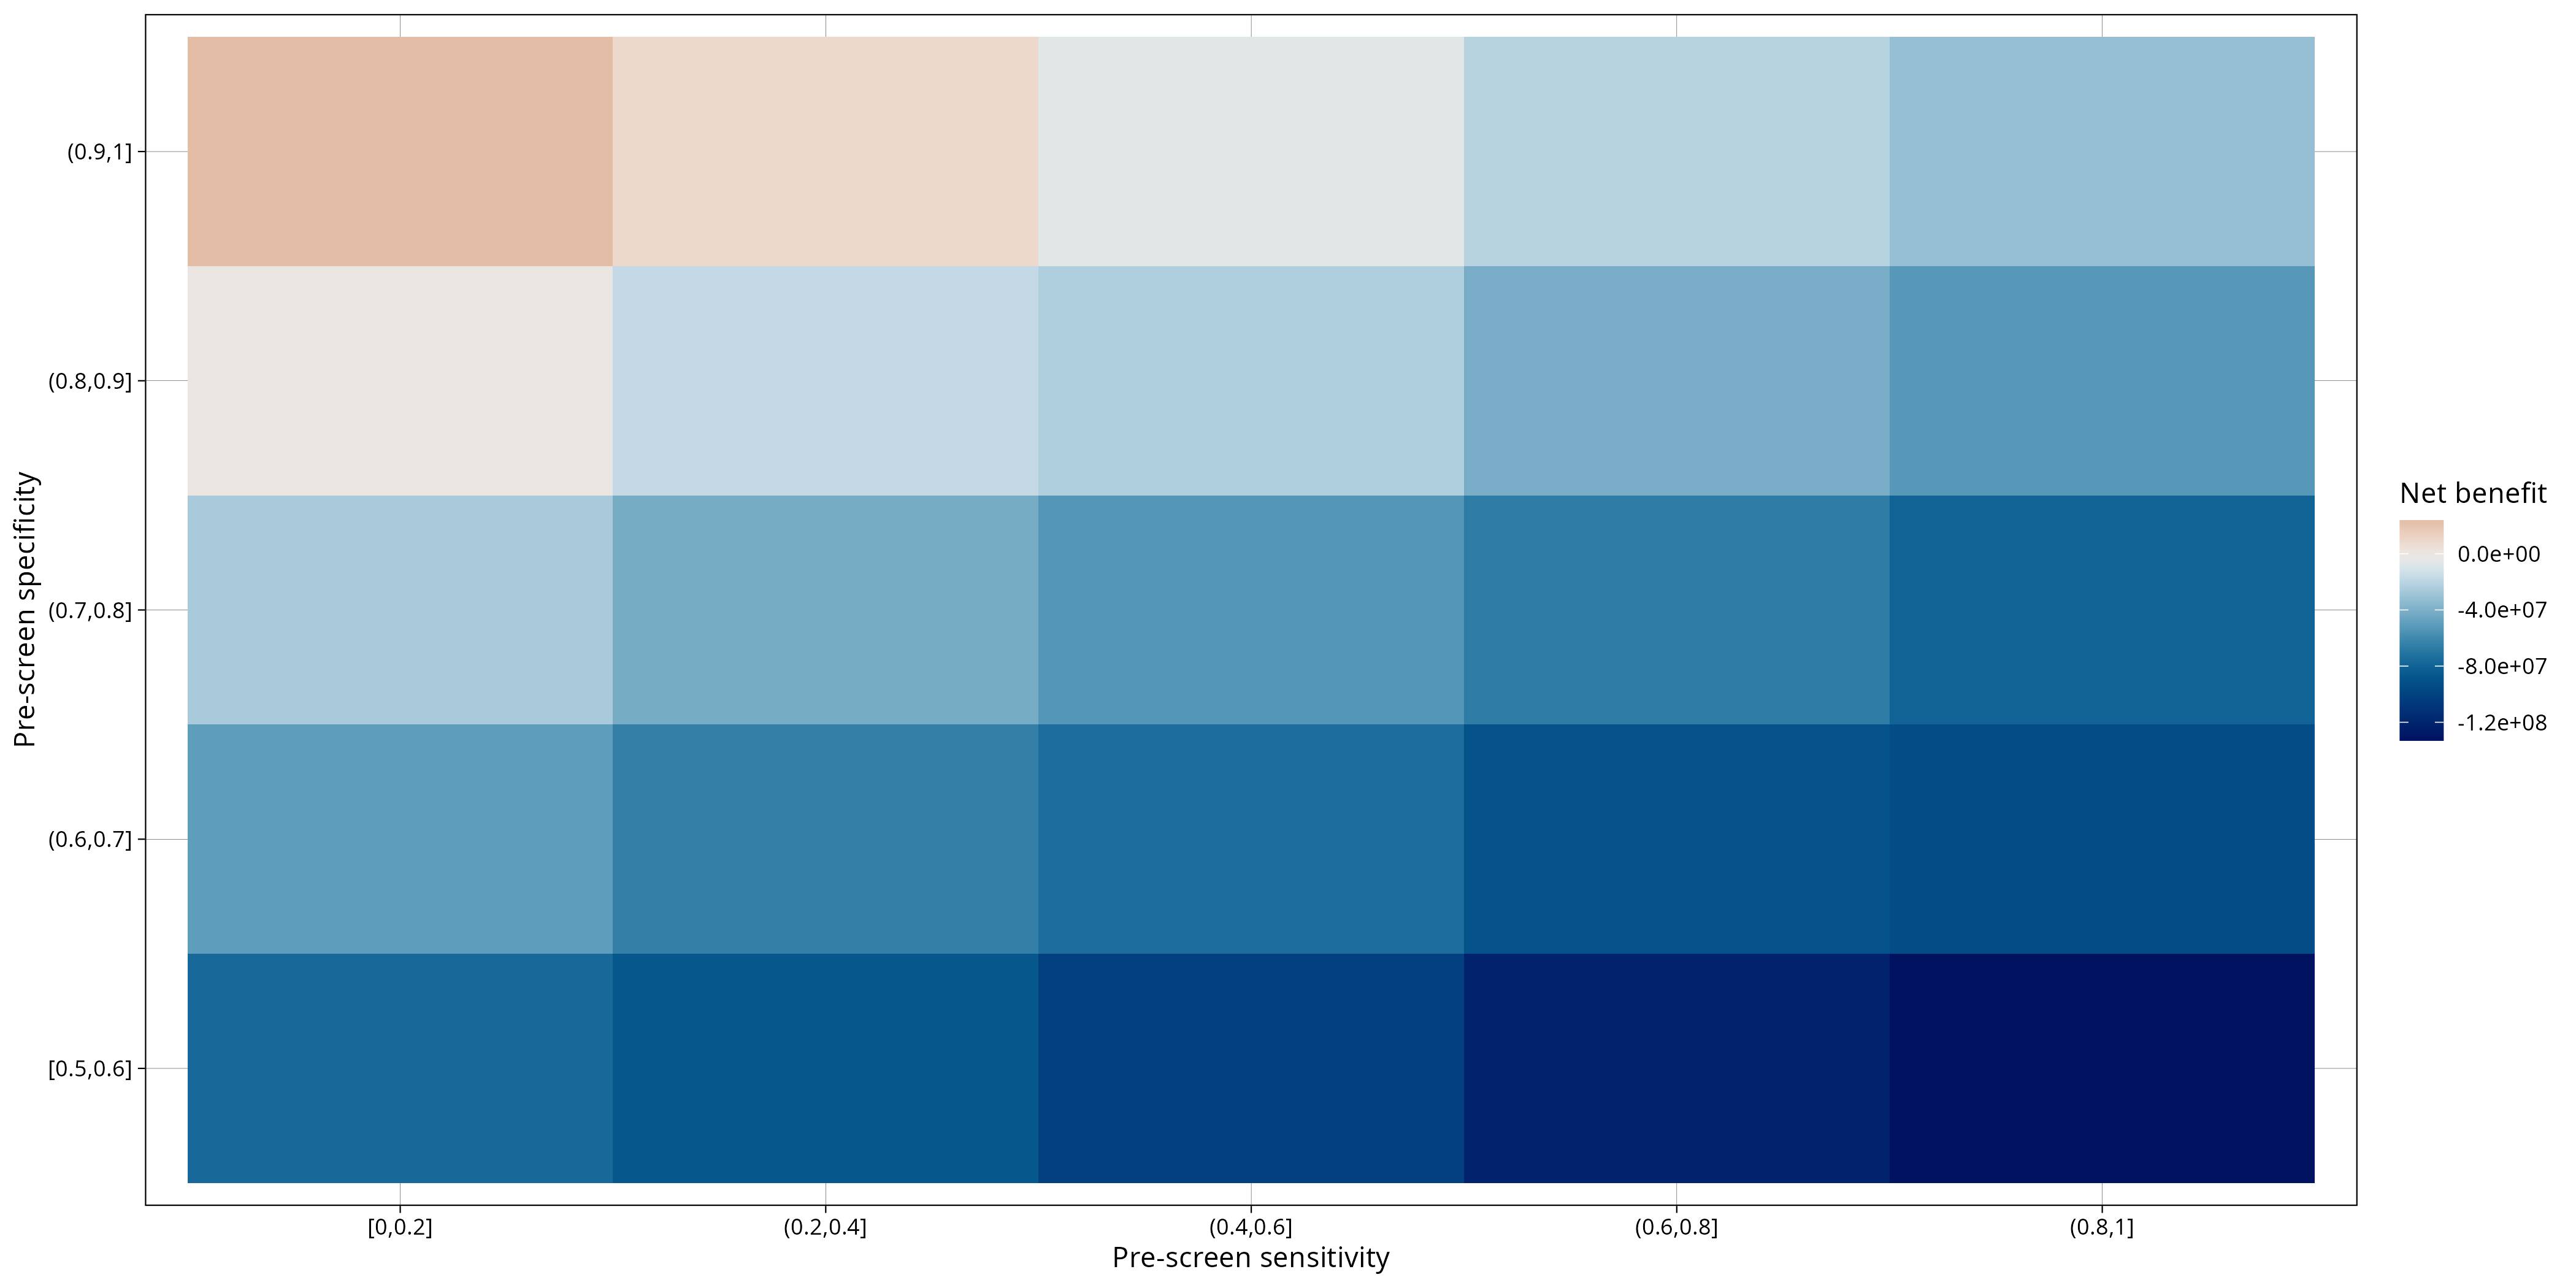 Pre-screen specificity
(0.9,1]
(0.8,0.9]
(0.7,0.8]
(0.6,0.7]
[0.5,0.6]
[0,0.2]
(0.2,0.4]
(0.4,0.6]
(0.6,0.8]
(0.8,1]
Pre-screen sensitivity
Net benefit
0.0e+00
-4.0e+07
-8.0e+07
-1.2e+08